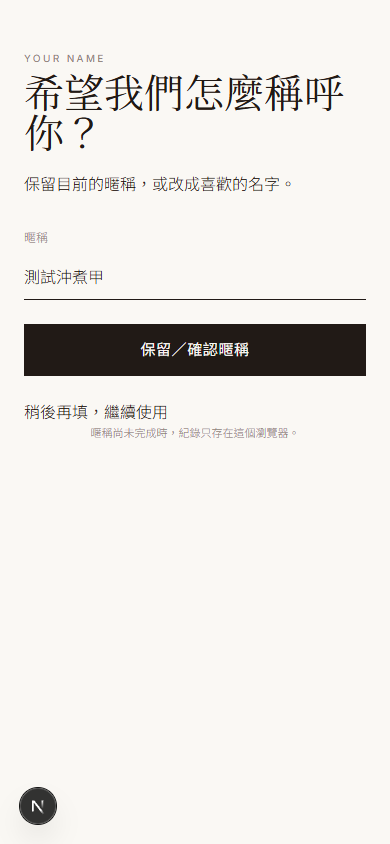 YOUR NAME
希望我們怎麼稱呼
你？
保留目前的暱稱，或改成喜歡的名字。
暱稱
測試沖煮甲
保留／確認暱稱
稍後再填，繼續使用
暱稱尚未完成時，紀錄只存在這個瀏覽器。
N